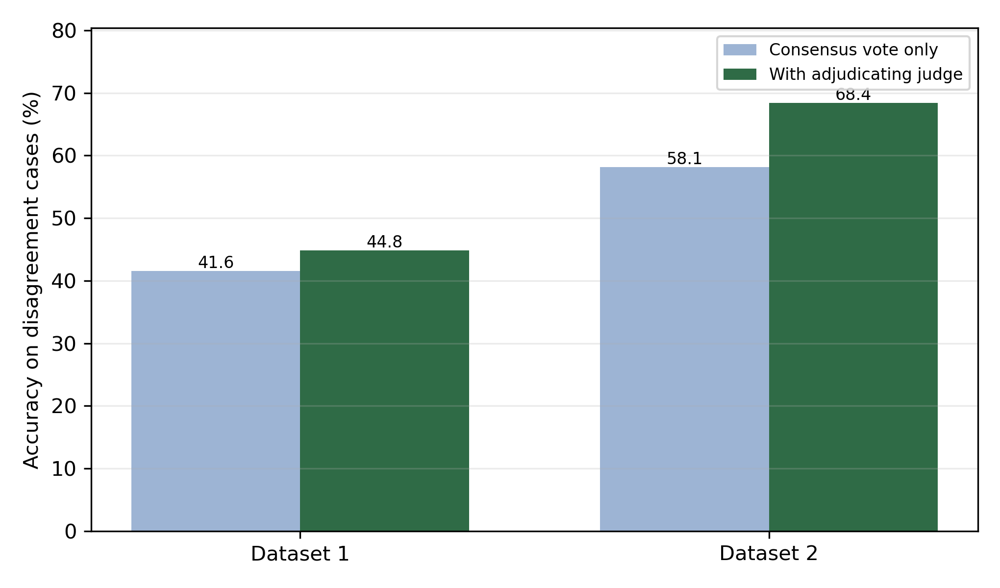 Accuracy on disagreement cases (%)
80
70
60
50
40
30
20
10
0
Consensus vote only
With adjudicating judge
41.6
44.8
58.1
68.4
Dataset 1
Dataset 2